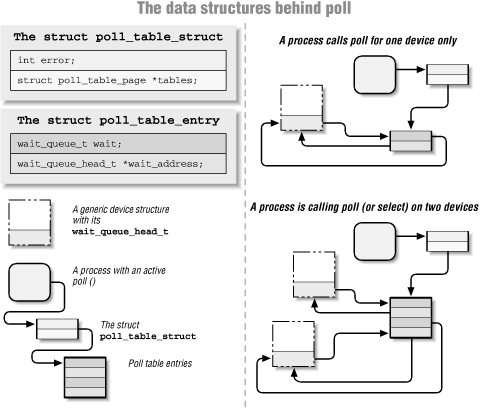 The data structures behind poll
The struct poll_table_struct
int error;
struct poll_table_page *tables;
The struct poll_table_entry
wait_queue_t wait;
wait_queue_head_t *wait_address;
A generic device structure
with its
wait_queue_head_t
A process with an active
poll ()
The struct
poll_table_struct
Poll table entries
A process calls poll for one device only
A process is calling poll (or select) on two devices